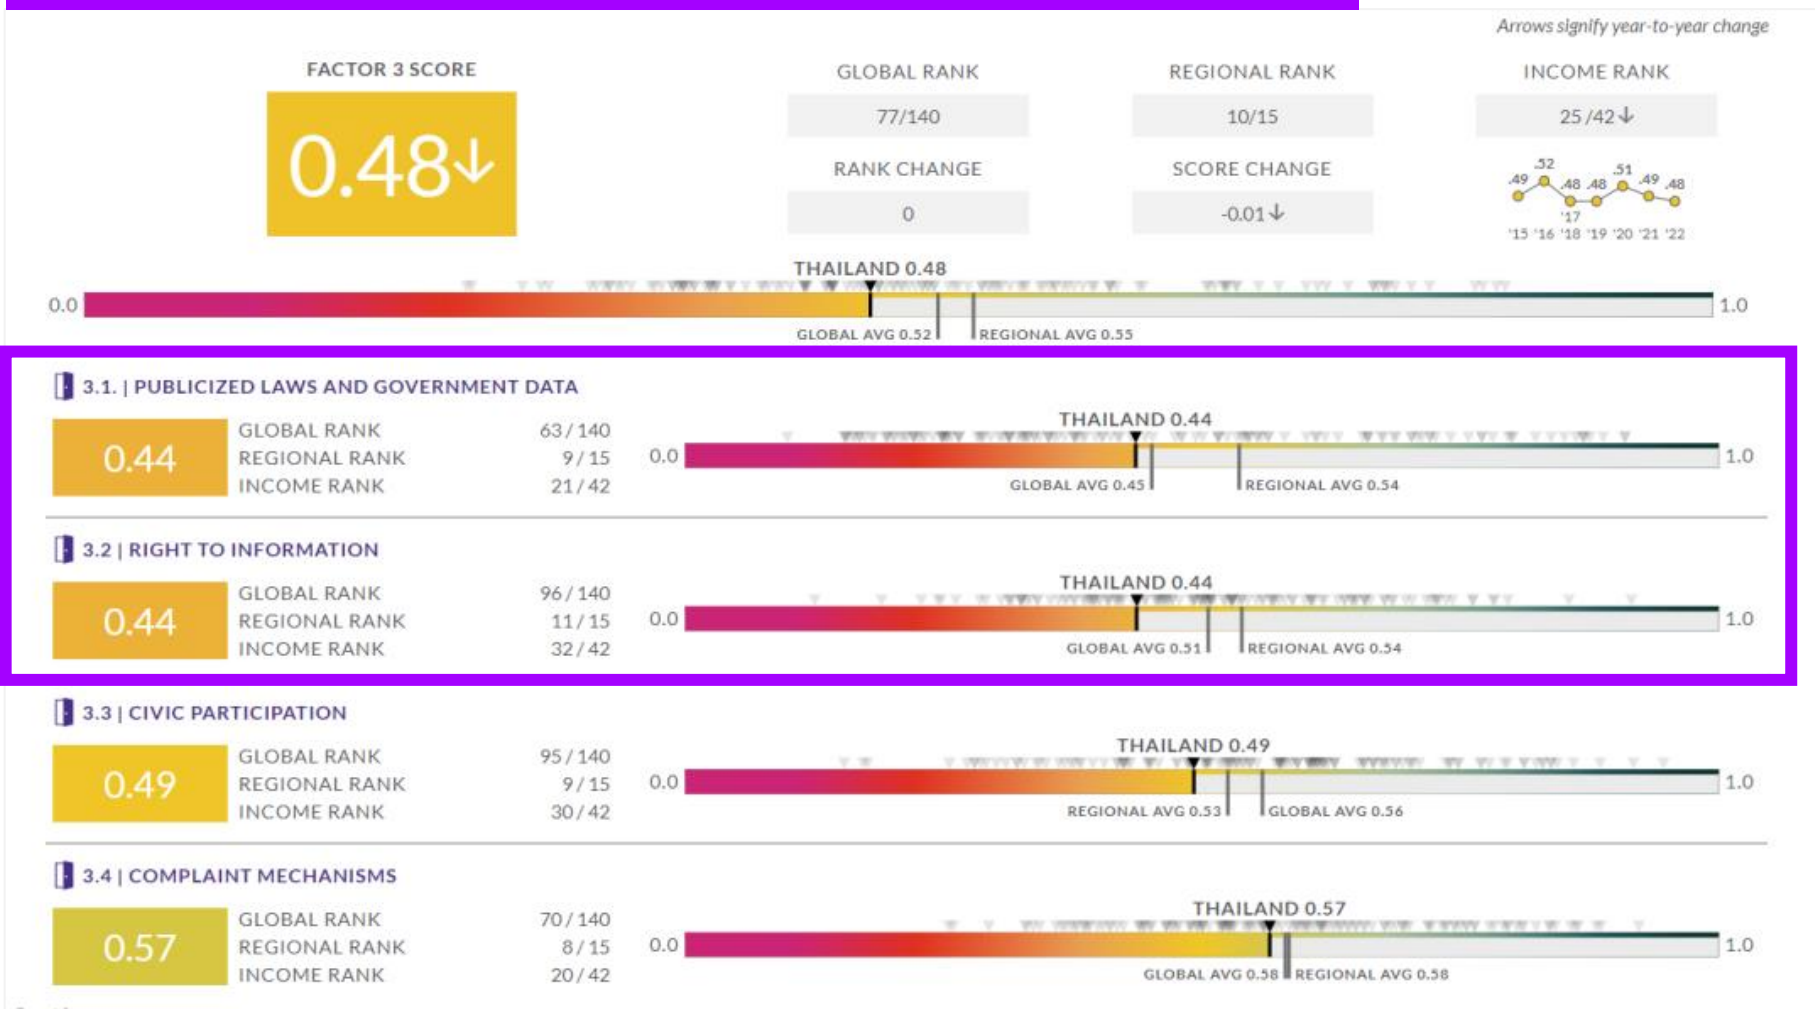 Arrows signify year-to-year change
FACTOR 3 SCORE
0.48↓
GLOBAL RANK
77/140
REGIONAL RANK
10/15
INCOME RANK
25/42↓
RANK CHANGE
0
SCORE CHANGE
-0.01↓
.49 .52 .48 .48 .51 .49 .48
'17
'15 '16 '18 '19 '20 '21 '22
THAILAND 0.48
0.0 1.0
GLOBAL AVG 0.52 REGIONAL AVG 0.55
3.1. | PUBLICIZED LAWS AND GOVERNMENT DATA
0.44
GLOBAL RANK 63/140
REGIONAL RANK 9/15
INCOME RANK 21/42
THAILAND 0.44
0.0 1.0
GLOBAL AVG 0.45 REGIONAL AVG 0.54
3.2 | RIGHT TO INFORMATION
0.44
GLOBAL RANK 96/140
REGIONAL RANK 11/15
INCOME RANK 32/42
THAILAND 0.44
0.0 1.0
GLOBAL AVG 0.51 REGIONAL AVG 0.54
3.3 | CIVIC PARTICIPATION
0.49
GLOBAL RANK 95/140
REGIONAL RANK 9/15
INCOME RANK 30/42
THAILAND 0.49
0.0 1.0
REGIONAL AVG 0.53 GLOBAL AVG 0.56
3.4 | COMPLAINT MECHANISMS
0.57
GLOBAL RANK 70/140
REGIONAL RANK 8/15
INCOME RANK 20/42
THAILAND 0.57
0.0 1.0
GLOBAL AVG 0.58 REGIONAL AVG 0.58